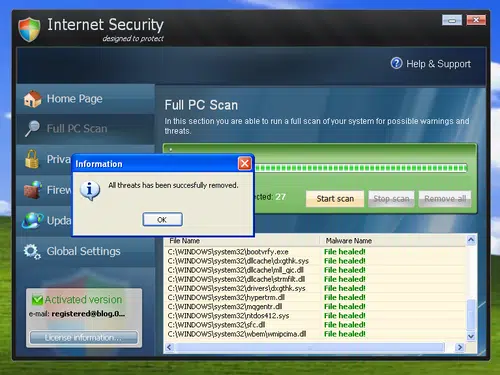 Internet Security
designed to protect
Help & Support
Home Page
Full PC Scan
Full PC Scan
In this section you are able to run a full scan of your system for possible warnings and
threats.
Information
All threats has been succesfully removed.
OK
Priva
Firew
Upda
Global Settings
ected: 27
Start scan
Stop scan
Remove all
File Name
Malware Name
C:\WINDOWS\system32\bootvrfy.exe File healed!
C:\WINDOWS\system32\dllcache\dxgthk.sys File healed!
C:\WINDOWS\system32\dllcache\mll_qic.dll File healed!
C:\WINDOWS\system32\dllcache\strmfilt.dll File healed!
C:\WINDOWS\system32\drivers\dxgthk.sys File healed!
C:\WINDOWS\system32\hypertrm.dll File healed!
C:\WINDOWS\system32\mqgentr.dll File healed!
C:\WINDOWS\system32\ntdos412.sys File healed!
C:\WINDOWS\system32\sfc.dll File healed!
C:\WINDOWS\system32\wbem\wmipcima.dll File healed!
Activated version
e-mail: registered@blog.0...
License information...